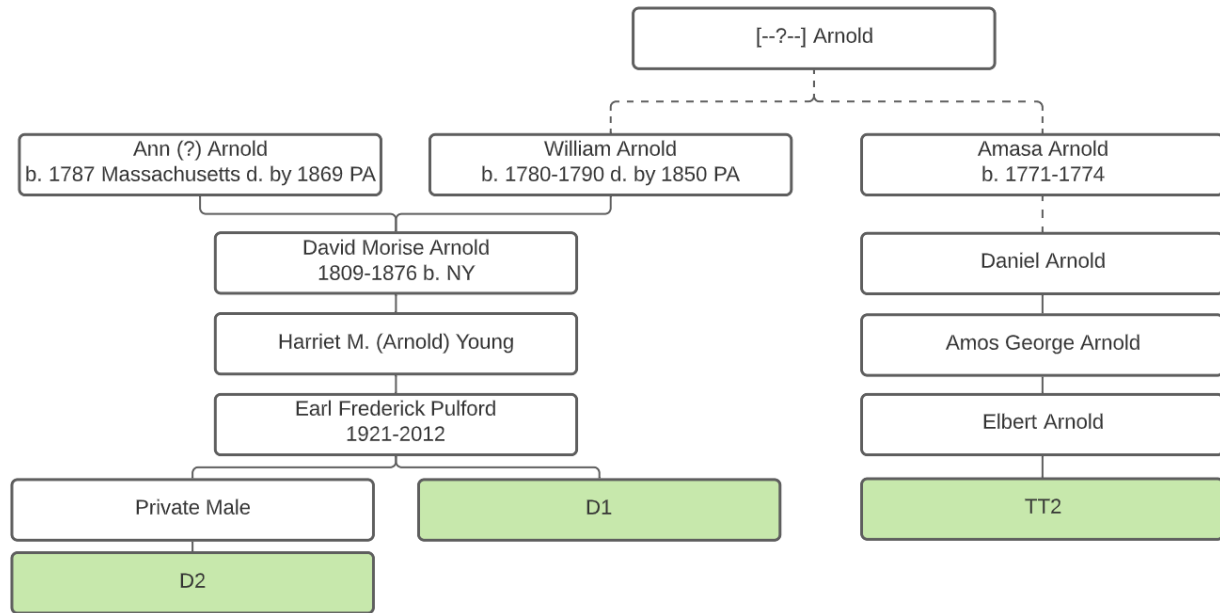 [--?--] Arnold
Ann (?) Arnold
b. 1787 Massachusetts d. by 1869 PA
William Arnold
b. 1780-1790 d. by 1850 PA
Amasa Arnold
b. 1771-1774
David Morise Arnold
1809-1876 b. NY
Daniel Arnold
Harriet M. (Arnold) Young
Amos George Arnold
Earl Frederick Pulford
1921-2012
Elbert Arnold
Private Male
D1
TT2
D2